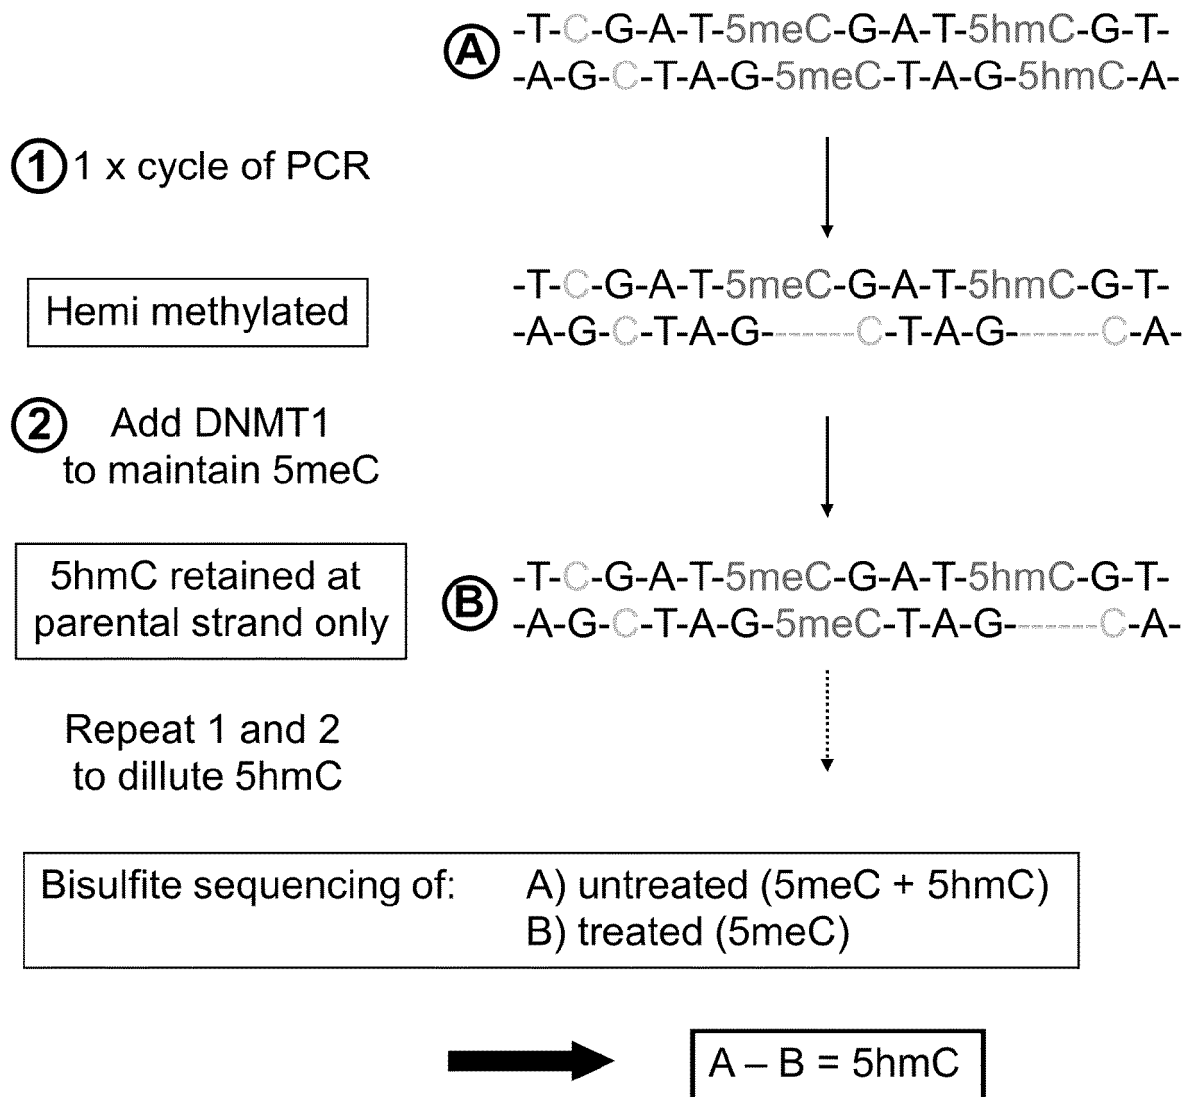 A
-T-C-G-A-T-5meC-G-A-T-5hmC-G-T-
-A-G-C-T-A-G-5meC-T-A-G-5hmC-A-
1 1 x cycle of PCR
Hemi methylated
-T-C-G-A-T-5meC-G-A-T-5hmC-G-T-
-A-G-C-T-A-G-------C-T-A-G-------C-A-
2 Add DNMT1
to maintain 5meC
5hmC retained at
parental strand only
B
-T-C-G-A-T-5meC-G-A-T-5hmC-G-T-
-A-G-C-T-A-G-5meC-T-A-G-------C-A-
Repeat 1 and 2
to dillute 5hmC
Bisulfite sequencing of: A) untreated (5meC + 5hmC)
B) treated (5meC)
A – B = 5hmC